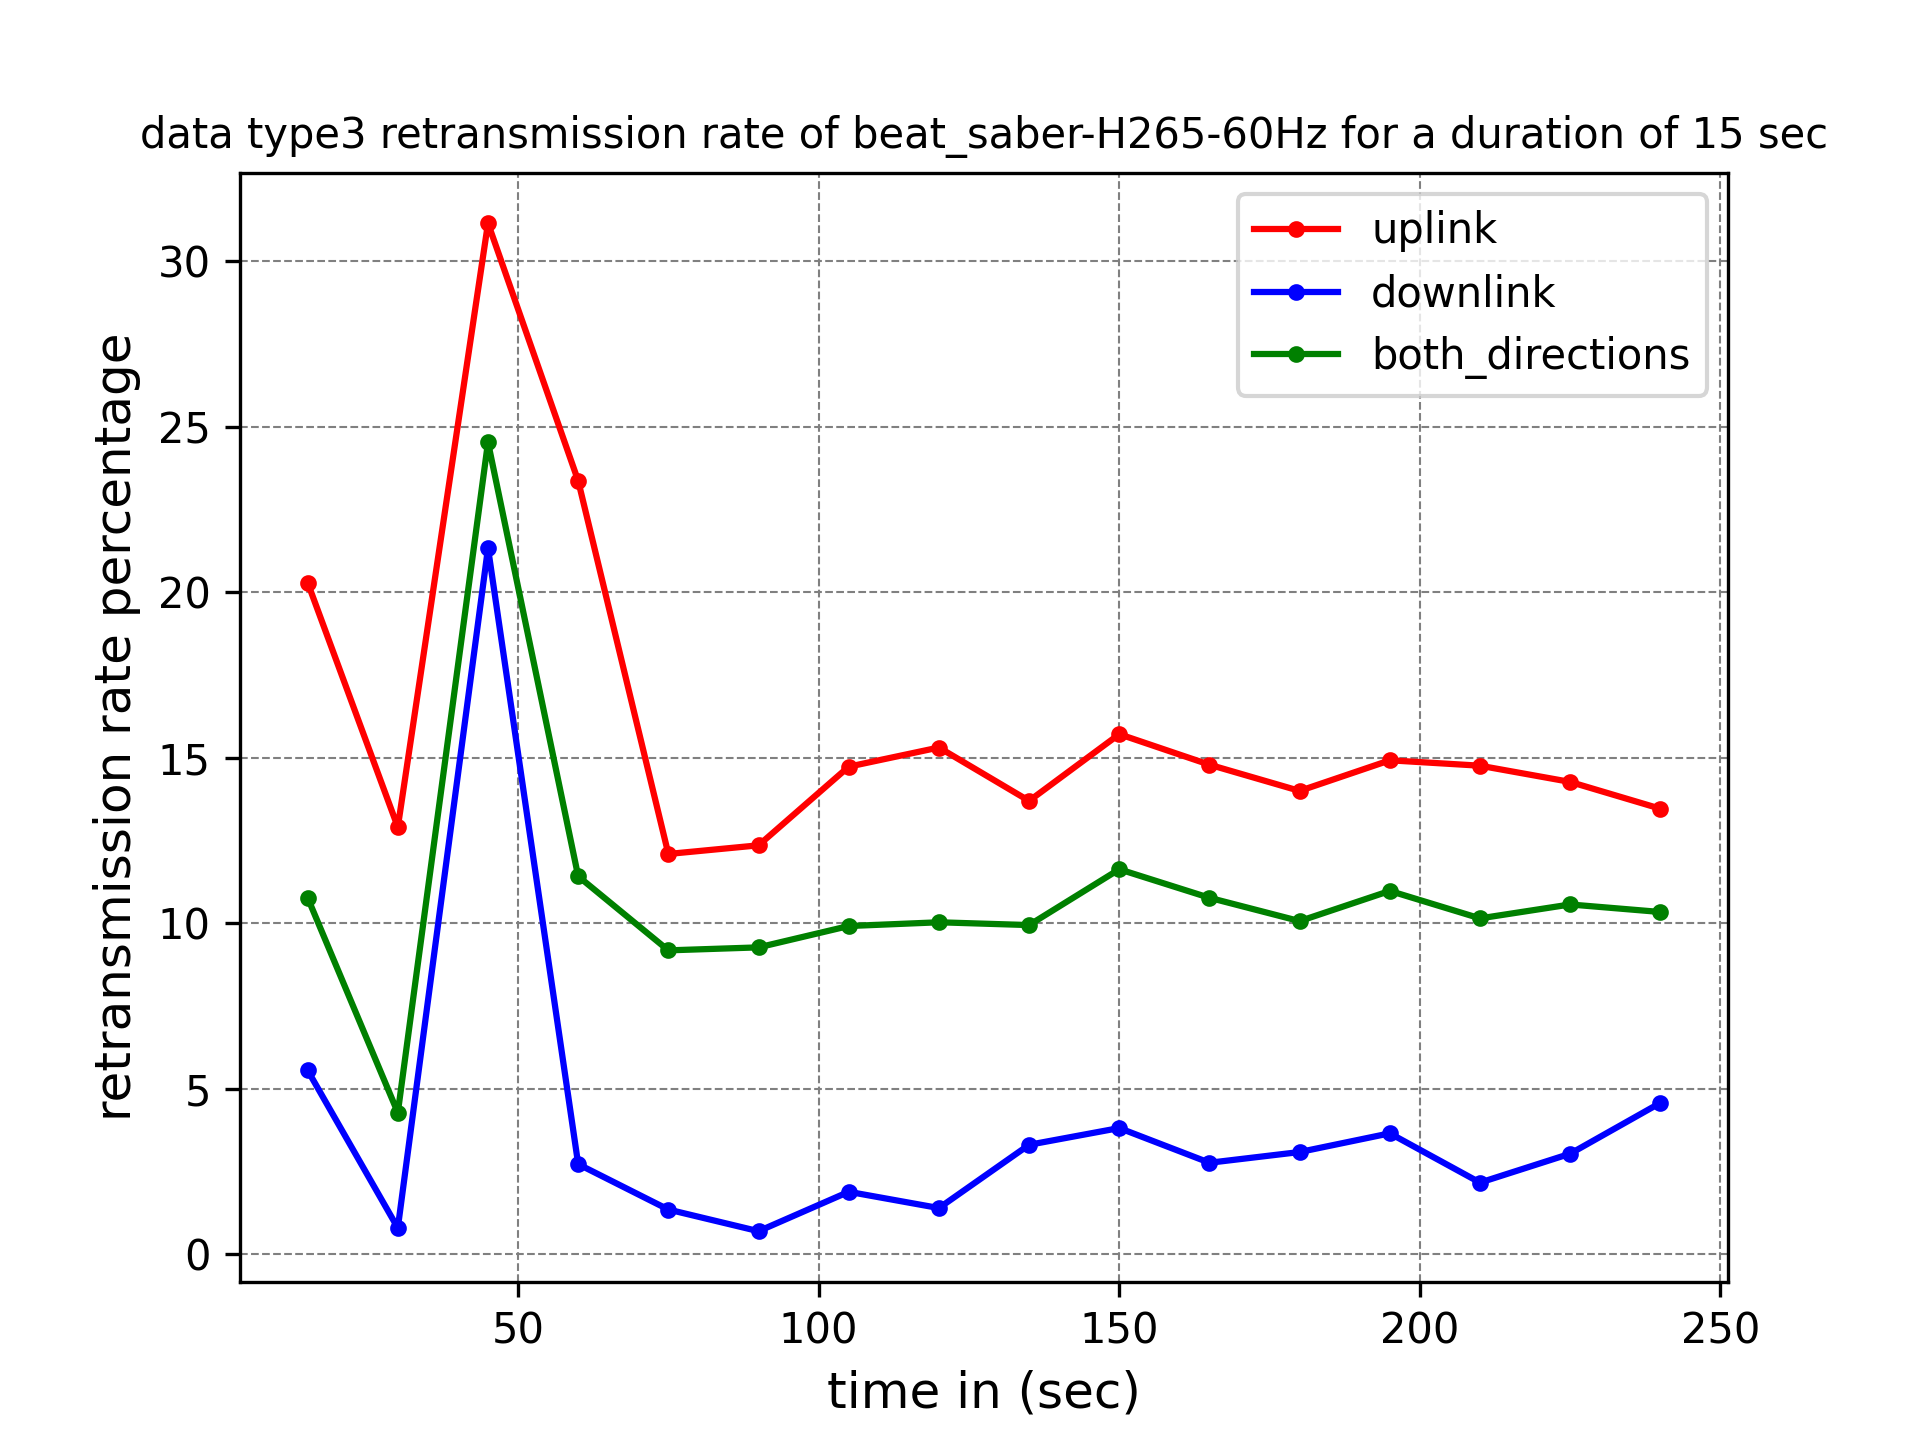 data type3 retransmission rate of beat_saber-H265-60Hz for a duration of 15 sec
uplink
downlink
both_directions
retransmission rate percentage
30
25
20
15
10
5
0
50 100 150 200 250
time in (sec)